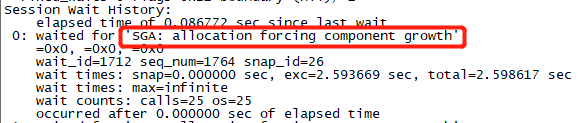 Session Wait History:
elapsed time of 0.086772 sec since last wait
0: waited for 'SGA: allocation forcing component growth'
=0x0, =0x0, =0x0
wait_id=1712 seq_num=1764 snap_id=26
wait times: snap=0.000000 sec, exc=2.593669 sec, total=2.598617 sec
wait times: max=infinite
wait counts: calls=25 os=25
occurred after 0.000000 sec of elapsed time